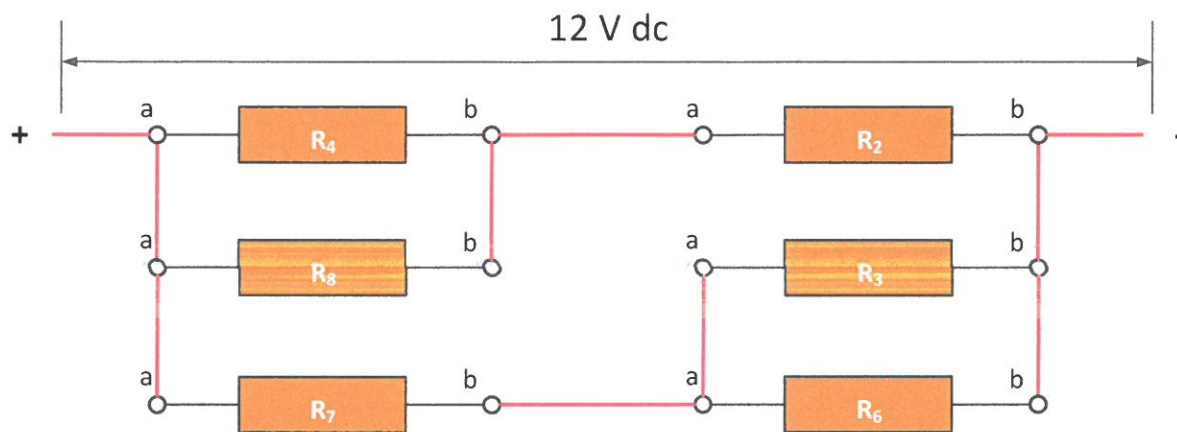 12 V dc
a b a b
+ R₄ R₂ -
a b a b
R₈ R₃
a b a b
R₇ R₆